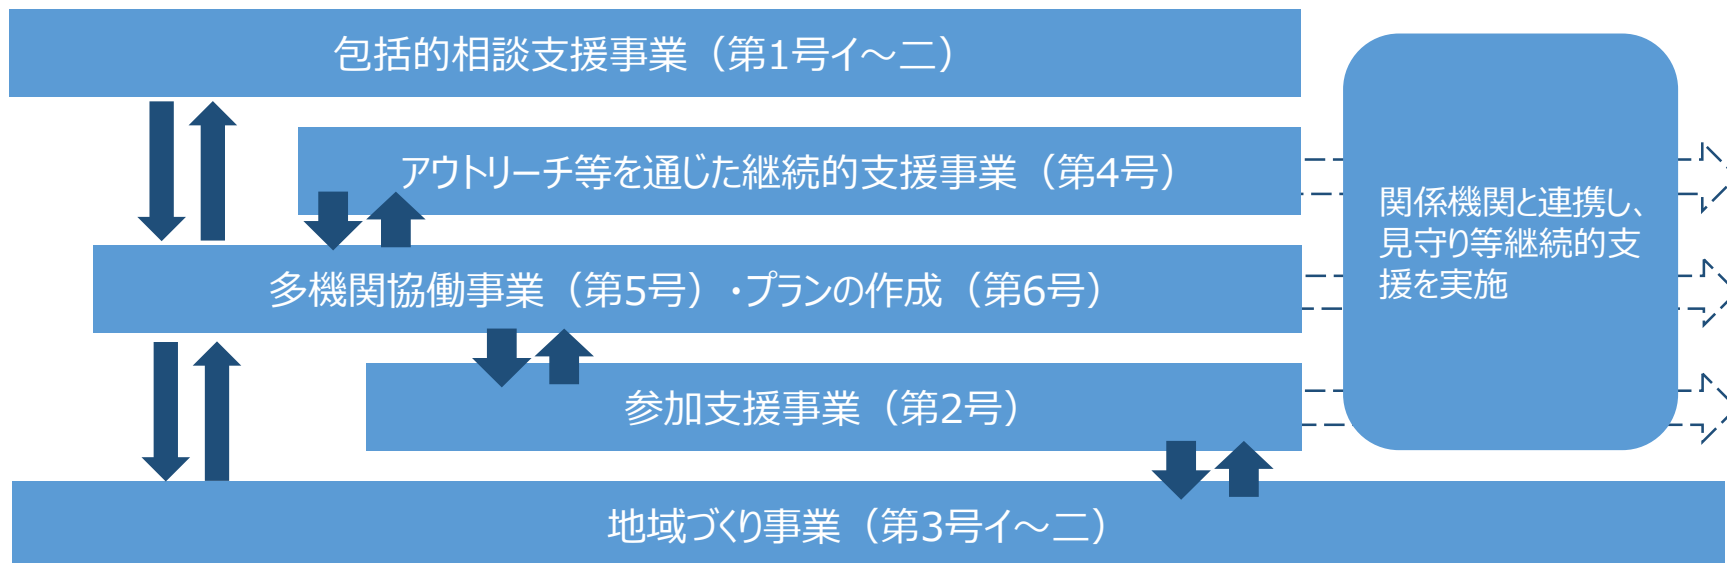 包括的相談支援事業（第1号イ～二）
アウトリーチ等を通じた継続的支援事業（第4号）
多機関協働事業（第5号）・プランの作成（第6号）
参加支援事業（第2号）
地域づくり事業（第3号イ～二）
関係機関と連携し、
見守り等継続的支
援を実施